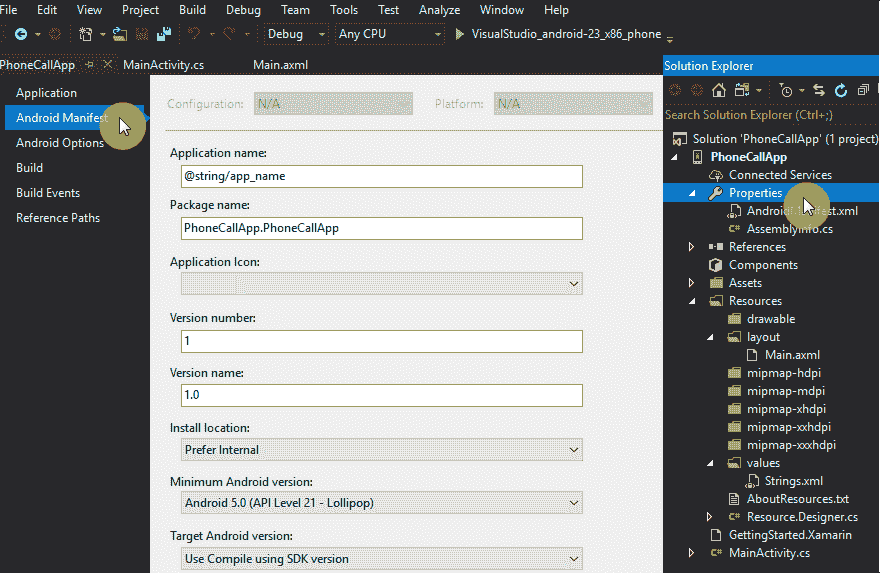 File Edit View Project Build Debug Team Tools Test Analyze Window Help
Debug Any CPU VisualStudio_android-23_x86_phone
PhoneCallApp MainActivity.cs Main.axml
Application
Android Manifest
Android Options
Build
Build Events
Reference Paths
Configuration: N/A Platform: N/A
Application name:
@string/app_name
Package name:
PhoneCallApp.PhoneCallApp
Application Icon:
Version number:
1
Version name:
1.0
Install location:
Prefer Internal
Minimum Android version:
Android 5.0 (API Level 21 - Lollipop)
Target Android version:
Use Compile using SDK version
Solution Explorer
Search Solution Explorer (Ctrl+;)
Solution 'PhoneCallApp' (1 project)
PhoneCallApp
Connected Services
Properties
AndroidManifest.xml
AssemblyInfo.cs
References
Components
Assets
Resources
drawable
layout
Main.axml
mipmap-hdpi
mipmap-mdpi
mipmap-xhdpi
mipmap-xxhdpi
mipmap-xxxhdpi
values
Strings.xml
AboutResources.txt
Resource.Designer.cs
GettingStarted.Xamarin
MainActivity.cs